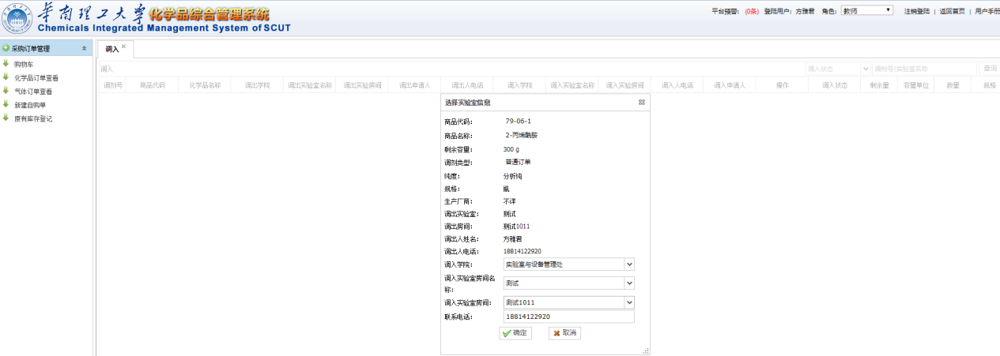 华南理工大学 化学品综合管理系统
Chemicals Integrated Management System of SCUT
平台预警: (0条) 登陆用户: 方雅君 角色: 教师 注销登陆 | 返回首页 | 用户手册
采购订单管理
购物车
化学品订单查看
气体订单查看
新建自购单
原有库存登记
调入
调入
调入状态 调剂号|实验室名称 查询
调剂号 商品代码 化学品名称 调出学院 调出实验室名称 调出实验房间 调出申请人 调出人电话 调入学院 调入实验室名称 调入实验房间 调入人电话 调入申请人 操作 调入状态 剩余量 容量单位 数量 规格
选择实验室信息
商品代码: 79-06-1
商品名称: 2-丙烯酰胺
剩余容量: 300 g
调剂类型: 普通订单
纯度: 分析纯
规格: 瓶
生产厂商: 不详
调出实验室: 测试
调出房间: 测试1011
调出人姓名: 方雅君
调出人电话: 18814122920
调入学院: 实验室与设备管理处
调入实验室房间名
称: 测试
调入实验室房间: 测试1011
联系电话: 18814122920
确定 取消